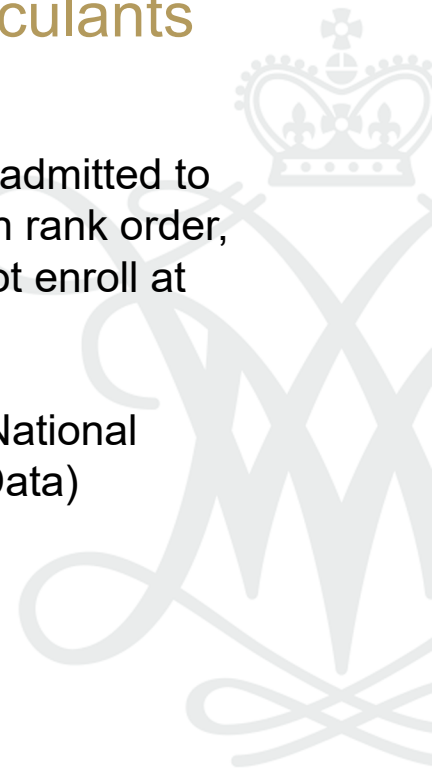 culants
admitted to
n rank order,
ot enroll at
National
Data)